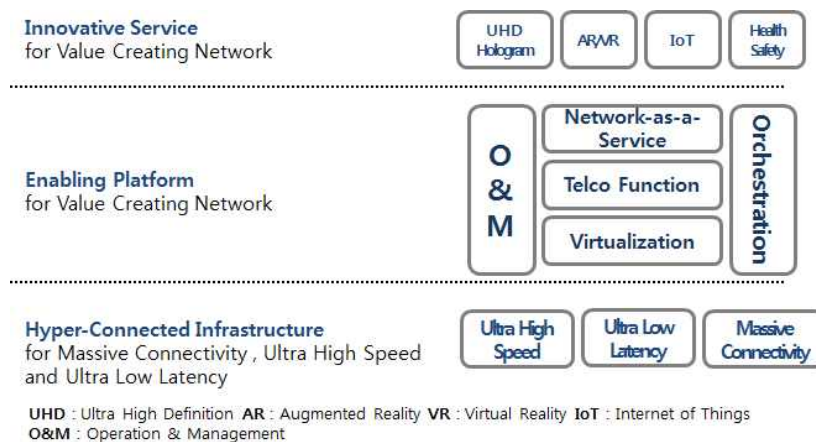 Innovative Service
for Value Creating Network
UHD
Hologram
AR/VR
IoT
Health
Safety
Enabling Platform
for Value Creating Network
O
&
M
Network-as-a-
Service
Telco Function
Virtualization
Orchestration
Hyper-Connected Infrastructure
for Massive Connectivity , Ultra High Speed
and Ultra Low Latency
Ultra High
Speed
Ultra Low
Latency
Massive
Connectivity
UHD : Ultra High Definition AR : Augmented Reality VR : Virtual Reality IoT : Internet of Things
O&M : Operation & Management